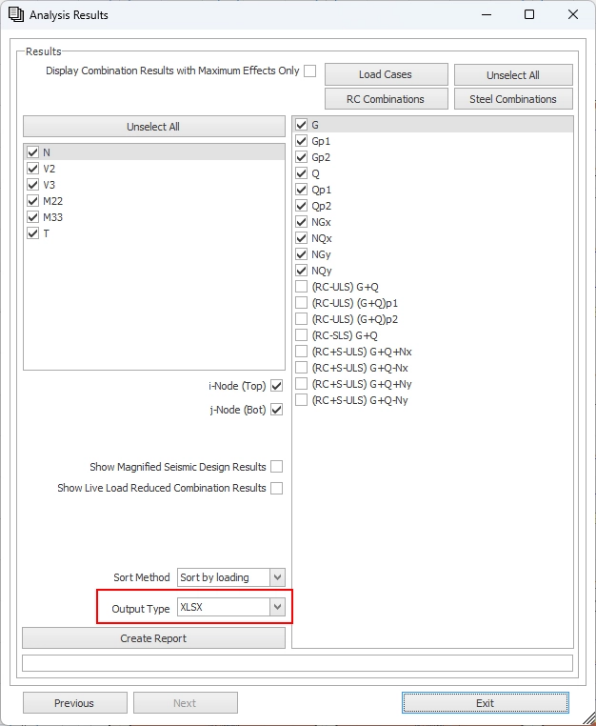 Analysis Results
Results
Display Combination Results with Maximum Effects Only
Load Cases
Unselect All
RC Combinations
Steel Combinations
Unselect All
N
V2
V3
M22
M33
T
i-Node (Top)
j-Node (Bot)
Show Magnified Seismic Design Results
Show Live Load Reduced Combination Results
Sort Method
Sort by loading
Output Type
XLSX
Create Report
G
Gp1
Gp2
Q
Qp1
Qp2
NGx
NQx
NGy
NQy
(RC-ULS) G+Q
(RC-ULS) (G+Q)p1
(RC-ULS) (G+Q)p2
(RC-SLS) G+Q
(RC+S-ULS) G+Q+Nx
(RC+S-ULS) G+Q-Nx
(RC+S-ULS) G+Q+Ny
(RC+S-ULS) G+Q-Ny
Previous
Next
Exit